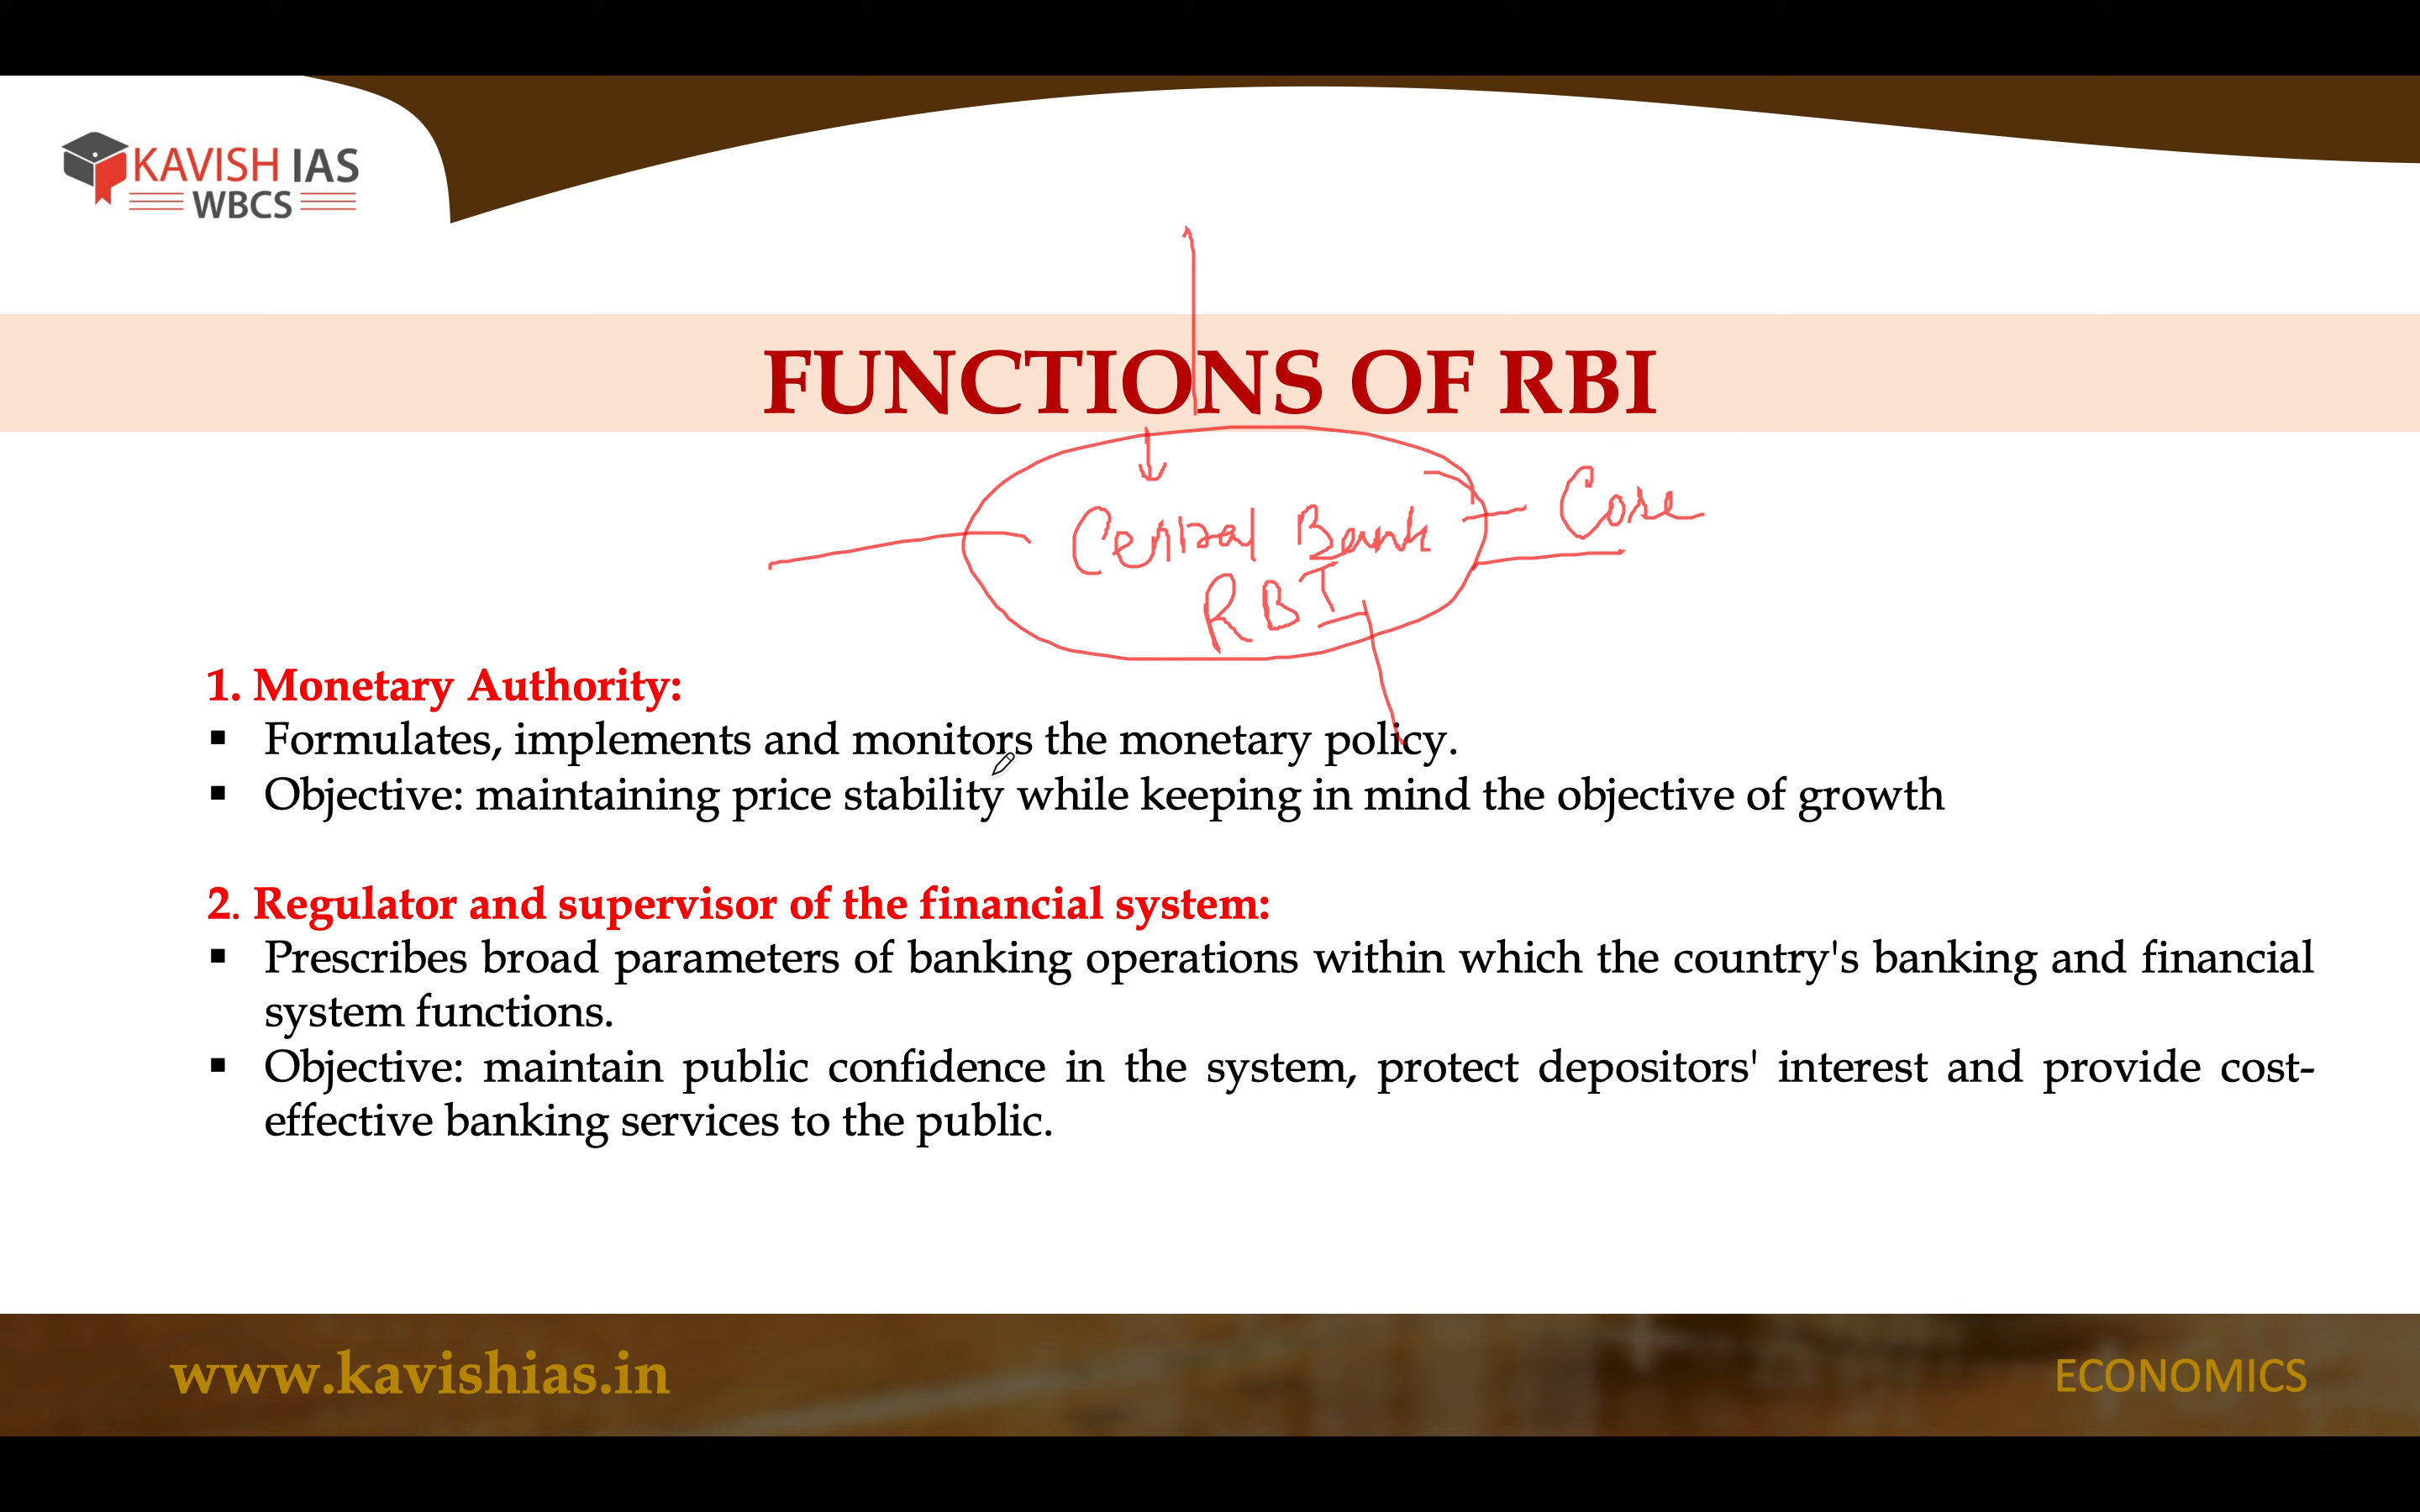 KAVISH IAS
WBCS
FUNCTIONS OF RBI
Central Bank
Core
RBI
1. Monetary Authority:
▪ Formulates, implements and monitors the monetary policy.
▪ Objective: maintaining price stability while keeping in mind the objective of growth
2. Regulator and supervisor of the financial system:
▪ Prescribes broad parameters of banking operations within which the country's banking and financial
system functions.
▪ Objective: maintain public confidence in the system, protect depositors' interest and provide cost-
effective banking services to the public.
www.kavishias.in
ECONOMICS